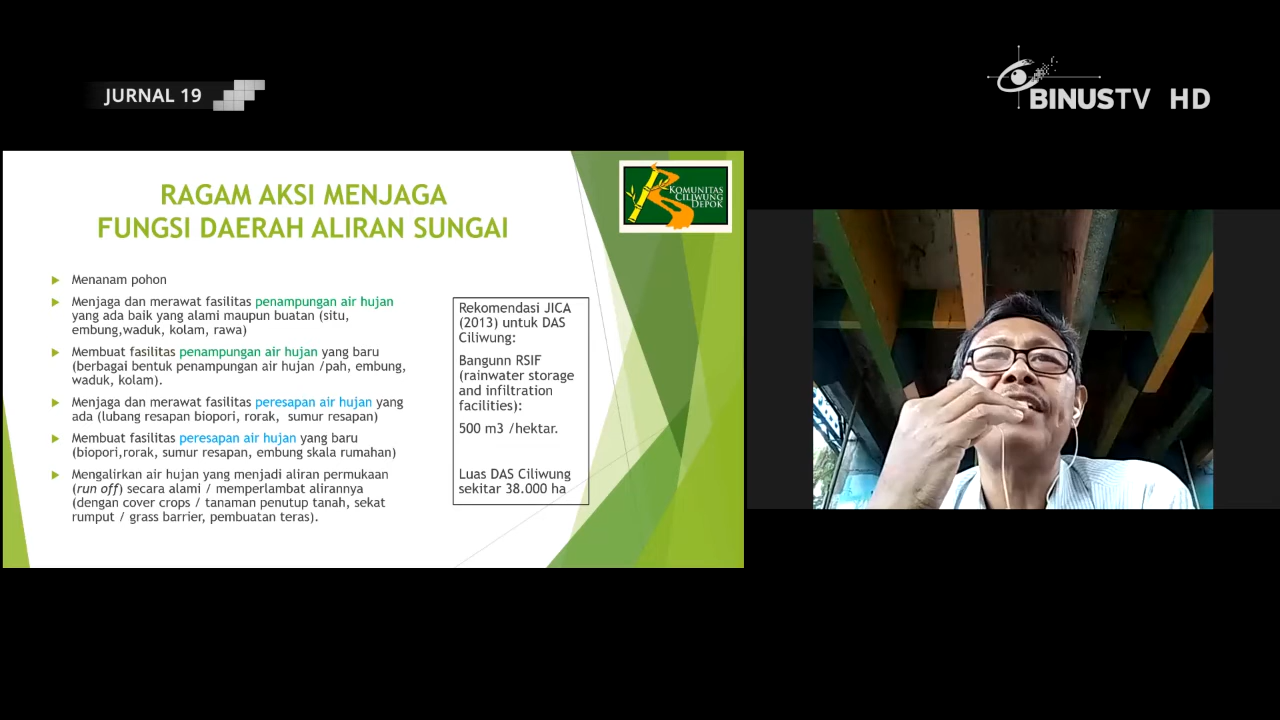 JURNAL 19
BINUSTV HD
RAGAM AKSI MENJAGA
FUNGSI DAERAH ALIRAN SUNGAI
KOMUNITAS
CILIWUNG
DEPOK
Menanam pohon
Menjaga dan merawat fasilitas penampungan air hujan
yang ada baik yang alami maupun buatan (situ,
embung,waduk, kolam, rawa)
Membuat fasilitas penampungan air hujan yang baru
(berbagai bentuk penampungan air hujan /pah, embung,
waduk, kolam).
Menjaga dan merawat fasilitas peresapan air hujan yang
ada (lubang resapan biopori, rorak, sumur resapan)
Membuat fasilitas peresapan air hujan yang baru
(biopori,rorak, sumur resapan, embung skala rumahan)
Mengalirkan air hujan yang menjadi aliran permukaan
(run off) secara alami / memperlambat alirannya
(dengan cover crops / tanaman penutup tanah, sekat
rumput / grass barrier, pembuatan teras).
Rekomendasi JICA
(2013) untuk DAS
Ciliwung:
Bangunn RSIF
(rainwater storage
and infiltration
facilities):
500 m3 /hektar.
Luas DAS Ciliwung
sekitar 38.000 ha